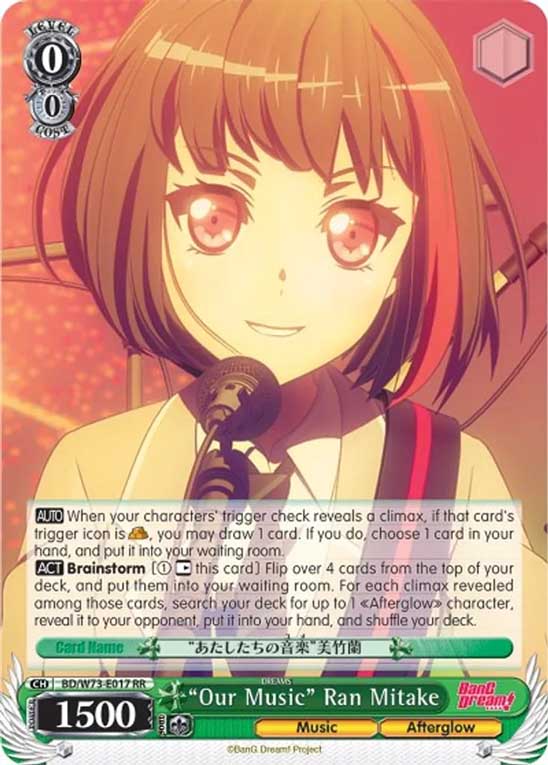 LEVEL
0
0
COST
AUTO When your characters' trigger check reveals a climax, if that card's
trigger icon is , you may draw 1 card. If you do, choose 1 card in your
hand, and put it into your waiting room.
ACT Brainstorm [① this card] Flip over 4 cards from the top of your
deck, and put them into your waiting room. For each climax revealed
among those cards, search your deck for up to 1 «Afterglow» character,
reveal it to your opponent, put it into your hand, and shuffle your deck.
Card Name
"あたしたちの音楽"美竹蘭
CH BD/W73-E017 RR
DREAMS
"Our Music" Ran Mitake
BanG Dream!
POWER
1500
SOUL
Music
Afterglow
©BanG Dream! Project